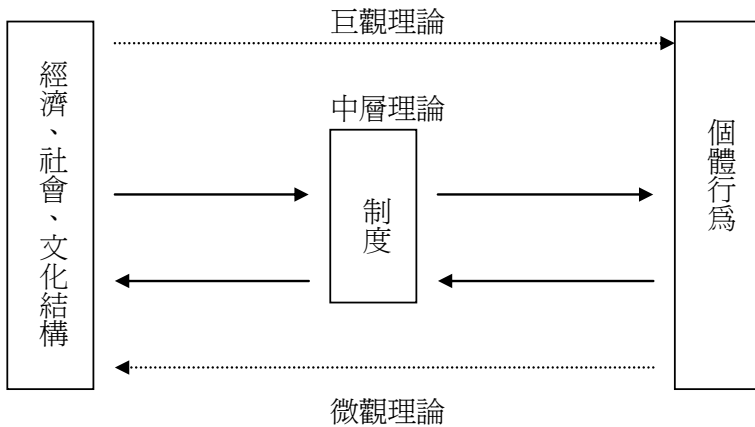 巨觀理論
經濟、社會、文化結構
中層理論
制度
個體行爲
微觀理論